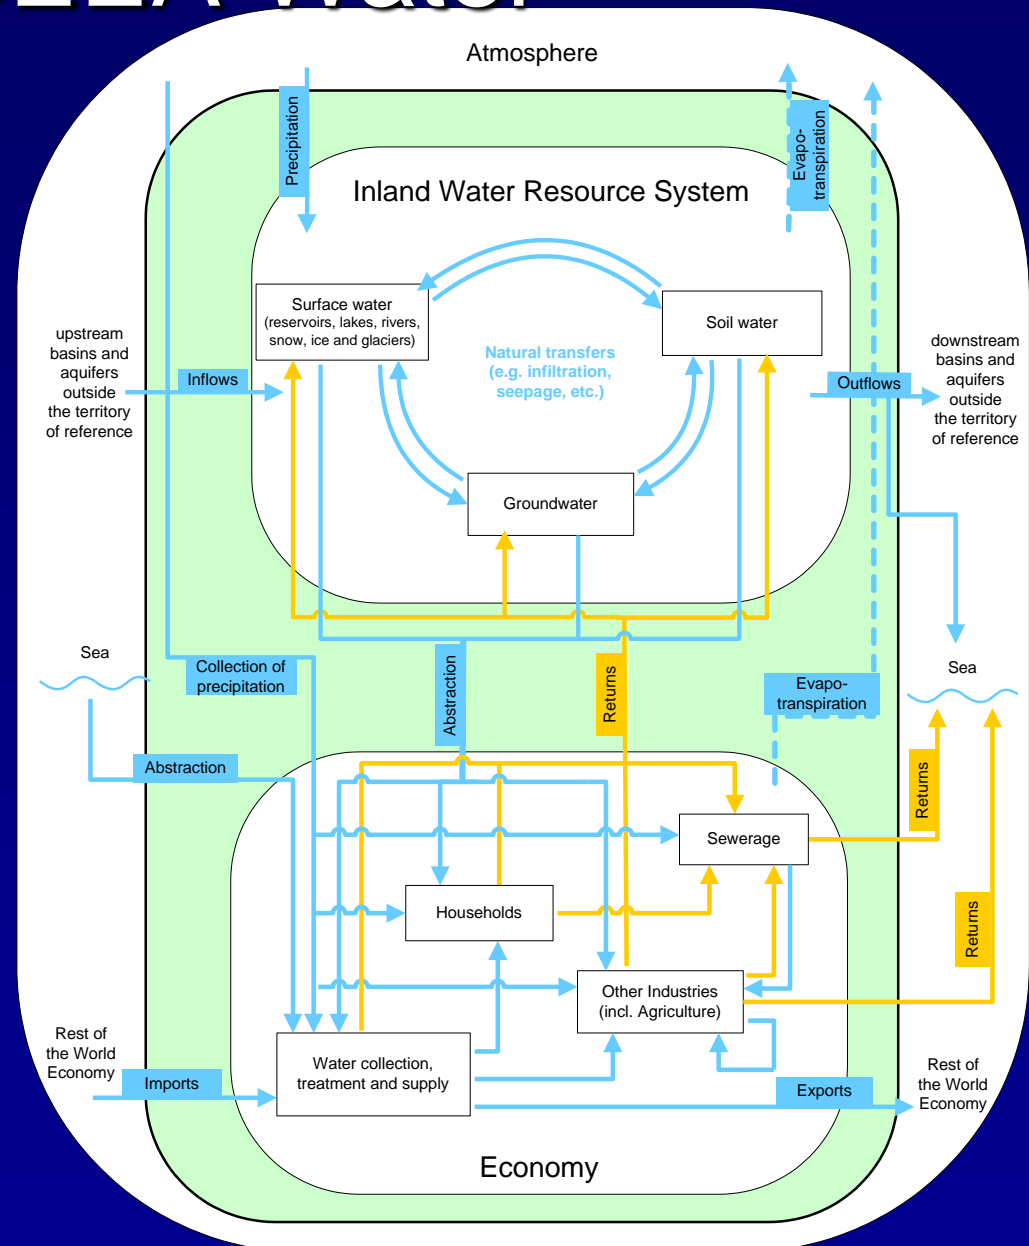 Water
Atmosphere
Precipitation
Evapo-
transpiration
Inland Water Resource System
Surface water
(reservoirs, lakes, rivers,
snow, ice and glaciers)
Soil water
Natural transfers
(e.g. infiltration,
seepage, etc.)
upstream
basins and
aquifers
outside
the territory
of reference
Inflows
Outflows
downstream
basins and
aquifers
outside
the territory
of reference
Groundwater
Sea
Collection of
precipitation
Abstraction
Returns
Evapo-
transpiration
Sea
Abstraction
Returns
Sewerage
Households
Returns
Other Industries
(incl. Agriculture)
Rest of
the World
Economy
Imports
Water collection,
treatment and supply
Exports
Rest of
the World
Economy
Economy